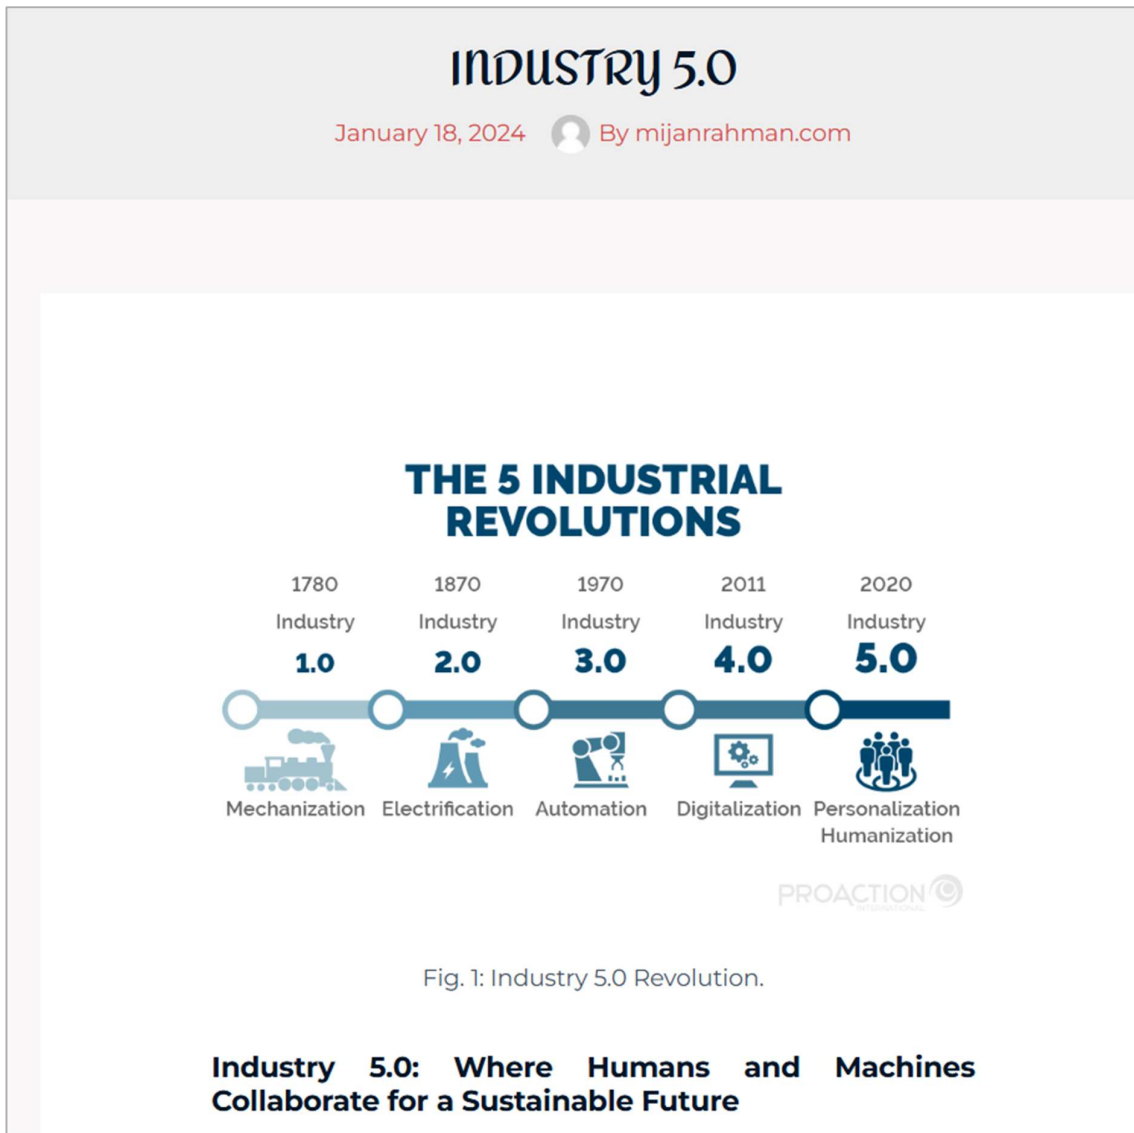 INDUSTRY 5.0
January 18, 2024 By mijanrahman.com
THE 5 INDUSTRIAL
REVOLUTIONS
1780 1870 1970 2011 2020
Industry Industry Industry Industry Industry
1.0 2.0 3.0 4.0 5.0
Mechanization Electrification Automation Digitalization Personalization
Humanization
PROACTION
INTERNATIONAL
Fig. 1: Industry 5.0 Revolution.
Industry 5.0: Where Humans and Machines
Collaborate for a Sustainable Future